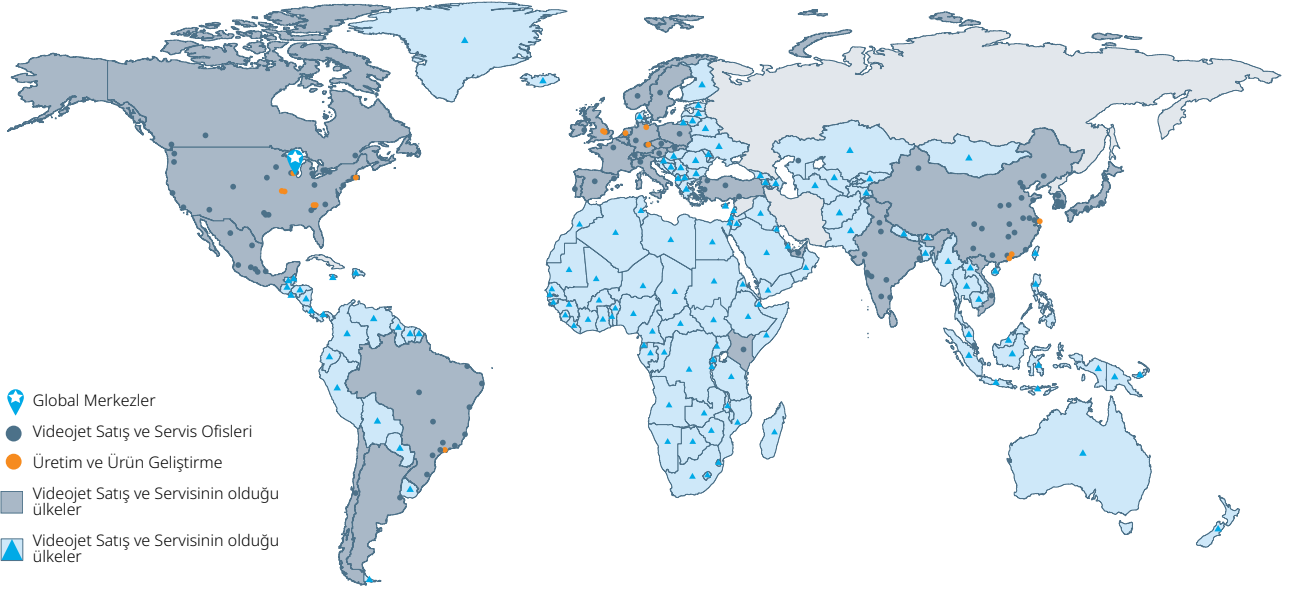 Global Merkezler
Videojet Satış ve Servis Ofisleri
Üretim ve Ürün Geliştirme
Videojet Satış ve Servisinin olduğu
ülkeler
Videojet Satış ve Servisinin olduğu
ülkeler